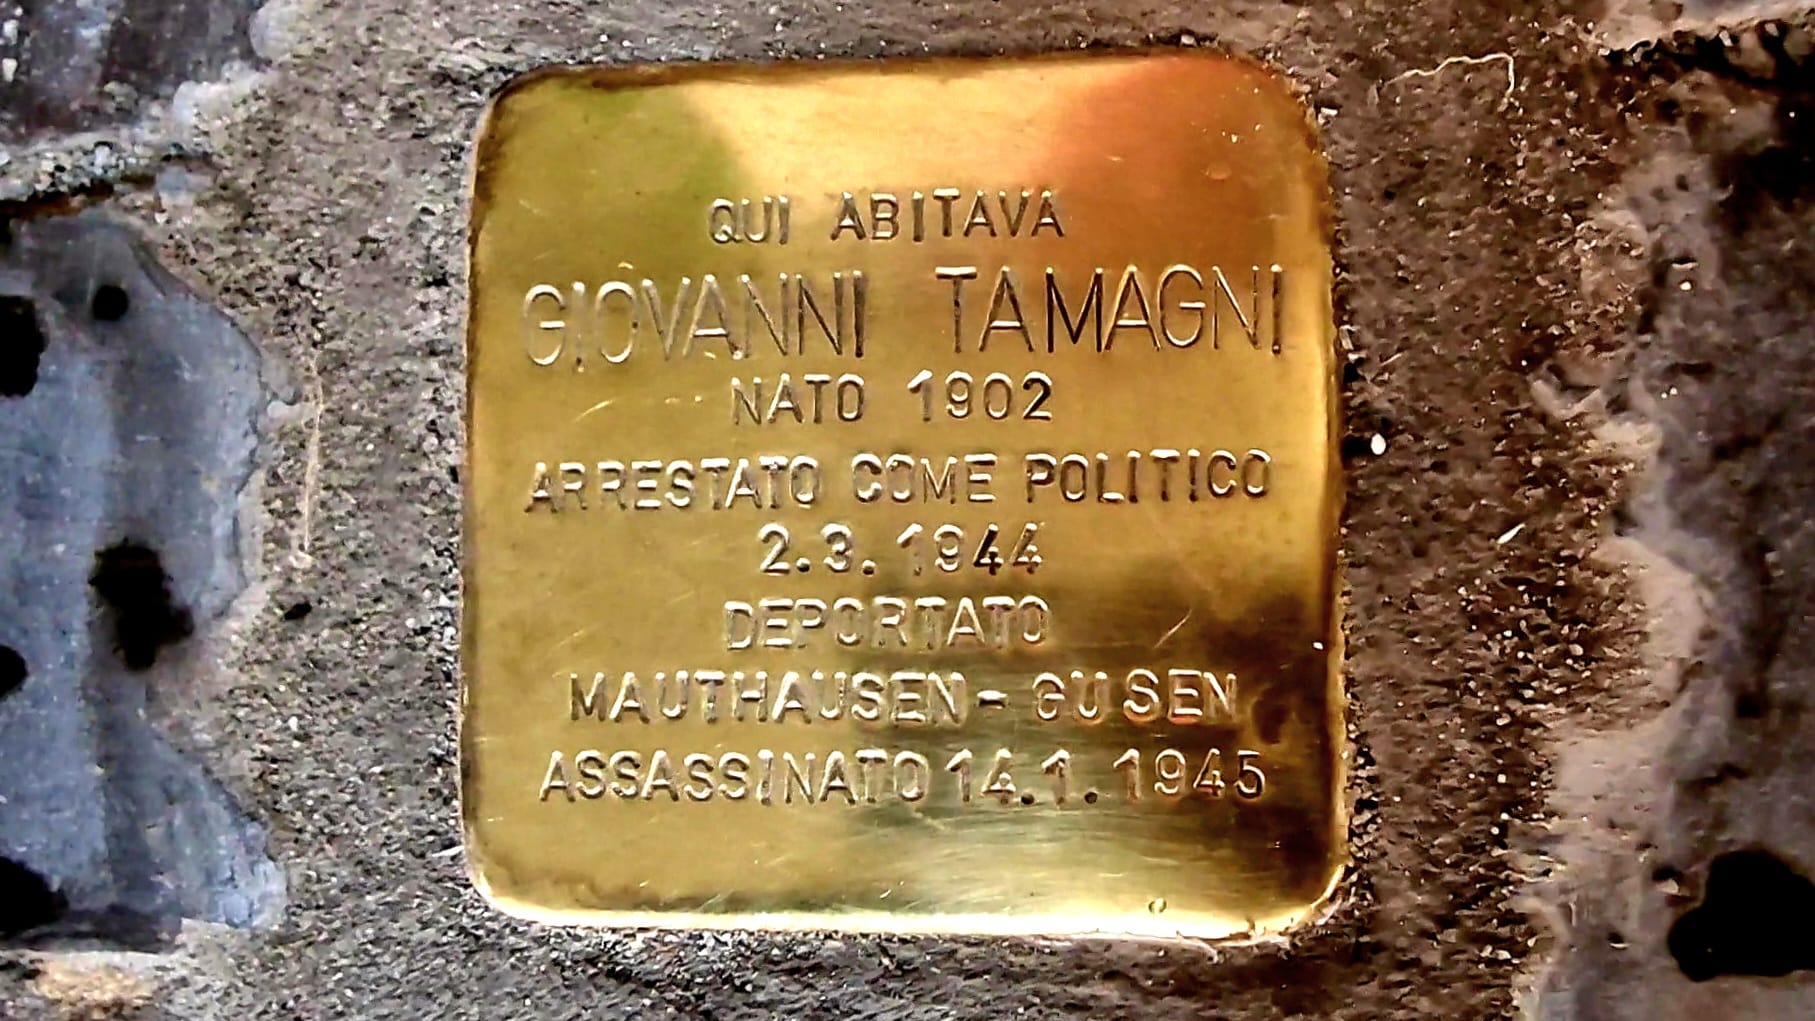 QUI ABITAVA
GIOVANNI TAMAGNI
NATO 1902
ARRESTATO COME POLITICO
2.3.1944
DEPORTATO
MAUTHAUSEN - GUSEN
ASSASSINATO 14.1.1945